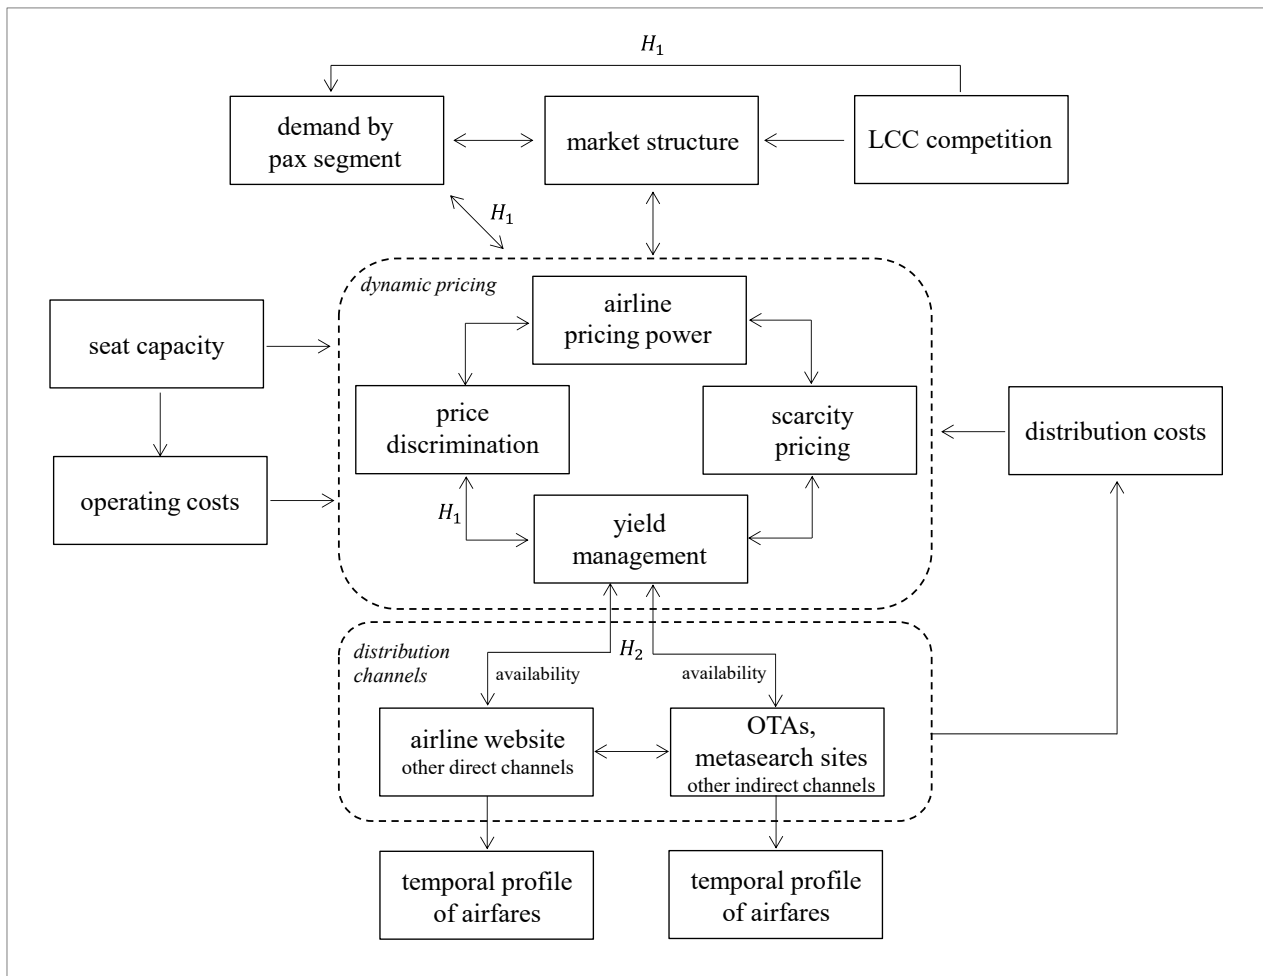 H₁
demand by
pax segment
market structure
LCC competition
H₁
dynamic pricing
airline
pricing power
seat capacity
price
discrimination
scarcity
pricing
distribution costs
operating costs
H₁
yield
management
distribution
channels
H₂
availability
availability
airline website
other direct channels
OTAs,
metasearch sites
other indirect channels
temporal profile
of airfares
temporal profile
of airfares